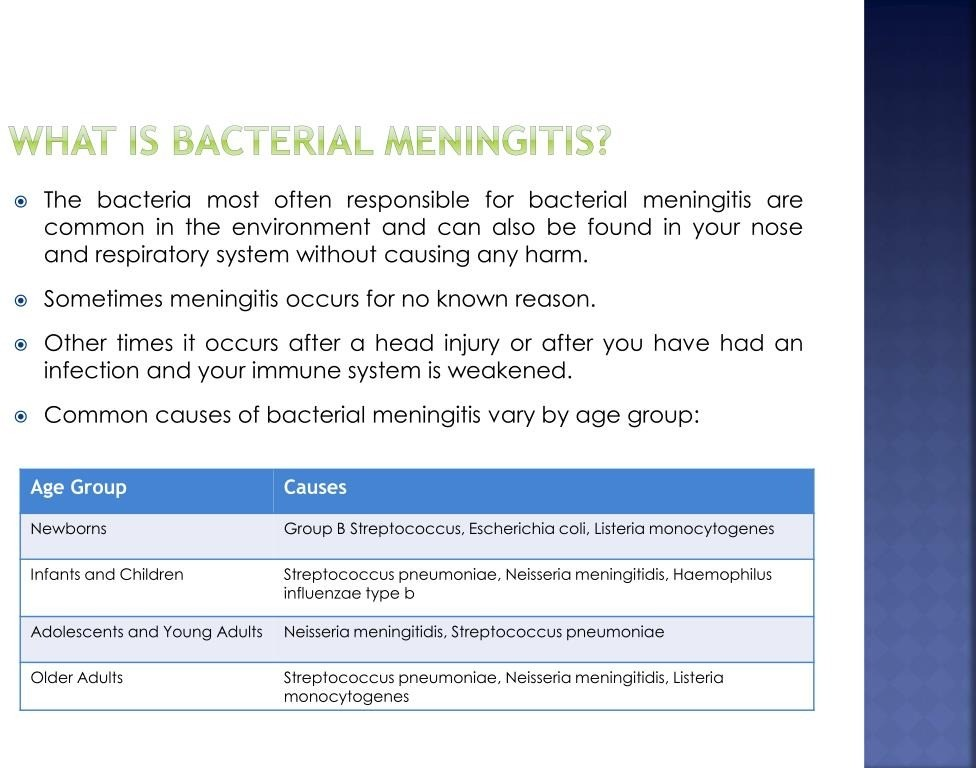 WHAT IS BACTERIAL MENINGITIS?
The bacteria most often responsible for bacterial meningitis are
common in the environment and can also be found in your nose
and respiratory system without causing any harm.
Sometimes meningitis occurs for no known reason.
Other times it occurs after a head injury or after you have had an
infection and your immune system is weakened.
Common causes of bacterial meningitis vary by age group:
Age Group Causes
Newborns Group B Streptococcus, Escherichia coli, Listeria monocytogenes
Infants and Children Streptococcus pneumoniae, Neisseria meningitidis, Haemophilus
influenzae type b
Adolescents and Young Adults Neisseria meningitidis, Streptococcus pneumoniae
Older Adults Streptococcus pneumoniae, Neisseria meningitidis, Listeria
monocytogenes